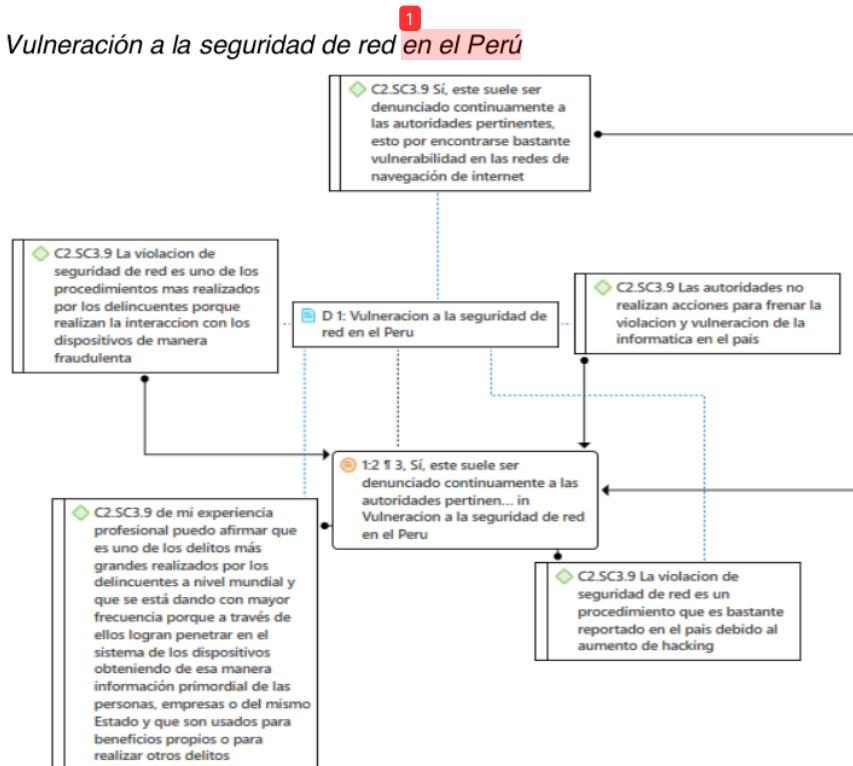 1
Vulneración a la seguridad de red en el Perú
C2.SC3.9 Sí, este suele ser
denunciado continuamente a
las autoridades pertinentes,
esto por encontrarse bastante
vulnerabilidad en las redes de
navegación de internet
C2.SC3.9 La violacion de
seguridad de red es uno de los
procedimientos mas realizados
por los delincuentes porque
realizan la interaccion con los
dispositivos de manera
fraudulenta
D 1: Vulneracion a la seguridad de
red en el Peru
C2.SC3.9 Las autoridades no
realizan acciones para frenar la
violacion y vulneracion de la
informatica en el pais
1:2 ¶ 3, Sí, este suele ser
denunciado continuamente a las
autoridades pertinen... in
Vulneracion a la seguridad de red
en el Peru
C2.SC3.9 de mi experiencia
profesional puedo afirmar que
es uno de los delitos más
grandes realizados por los
delincuentes a nivel mundial y
que se está dando con mayor
frecuencia porque a través de
ellos logran penetrar en el
sistema de los dispositivos
obteniendo de esa manera
información primordial de las
personas, empresas o del mismo
Estado y que son usados para
beneficios propios o para
realizar otros delitos
C2.SC3.9 La violacion de
seguridad de red es un
procedimiento que es bastante
reportado en el pais debido al
aumento de hacking